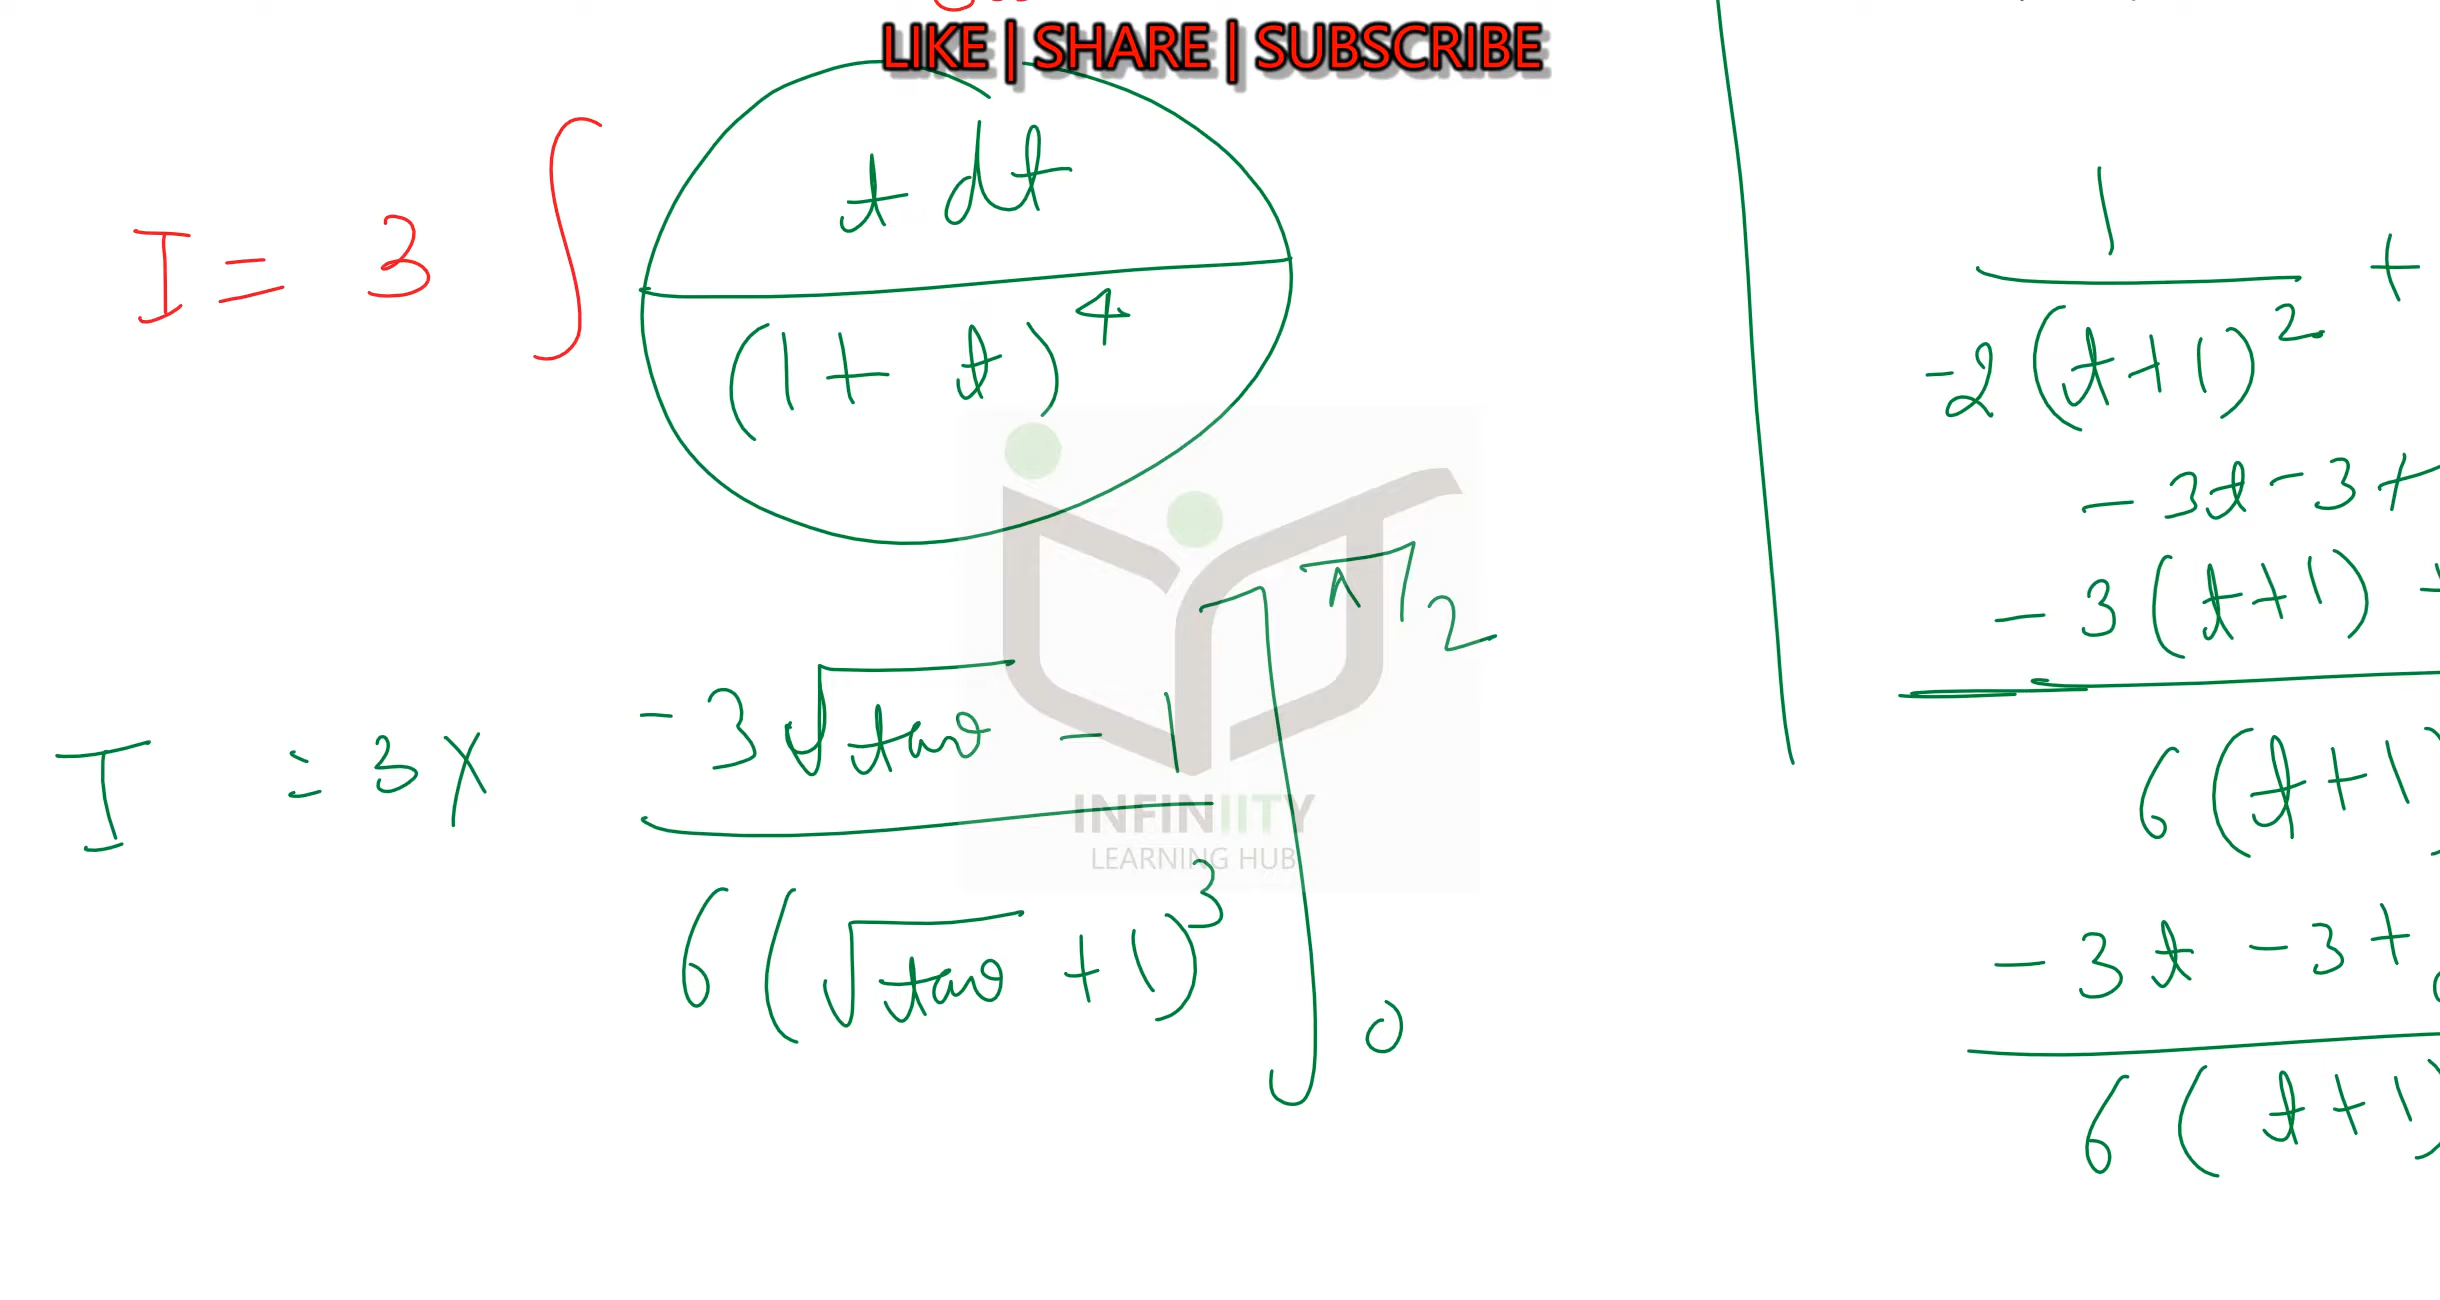 LIKE | SHARE | SUBSCRIBE
I = 3 ∫ t dt / (1 + t)^4
I = 3 × (-3√tanθ - 1) / 6(√tanθ + 1)^3 ]_0^{π/2}
1 / -2(t+1)^2 +
- 3t - 3 +
- 3(t+1) +
6(t+1)
- 3t - 3 +
6(t+1)
INFINIITY
LEARNING HUB